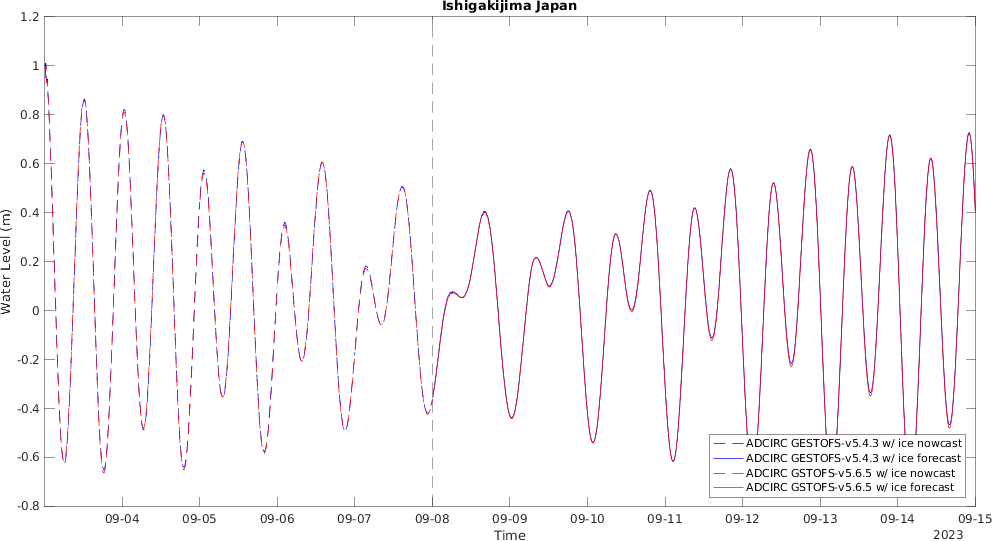 Ishigakijima Japan
1.2
1
0.8
0.6
0.4
0.2
0
-0.2
-0.4
-0.6
-0.8
Water Level (m)
ADCIRC GESTOFS-v5.4.3 w/ ice nowcast
ADCIRC GESTOFS-v5.4.3 w/ ice forecast
ADCIRC GSTOFS-v5.6.5 w/ ice nowcast
ADCIRC GSTOFS-v5.6.5 w/ ice forecast
09-04 09-05 09-06 09-07 09-08 09-09 09-10 09-11 09-12 09-13 09-14 09-15
Time
2023